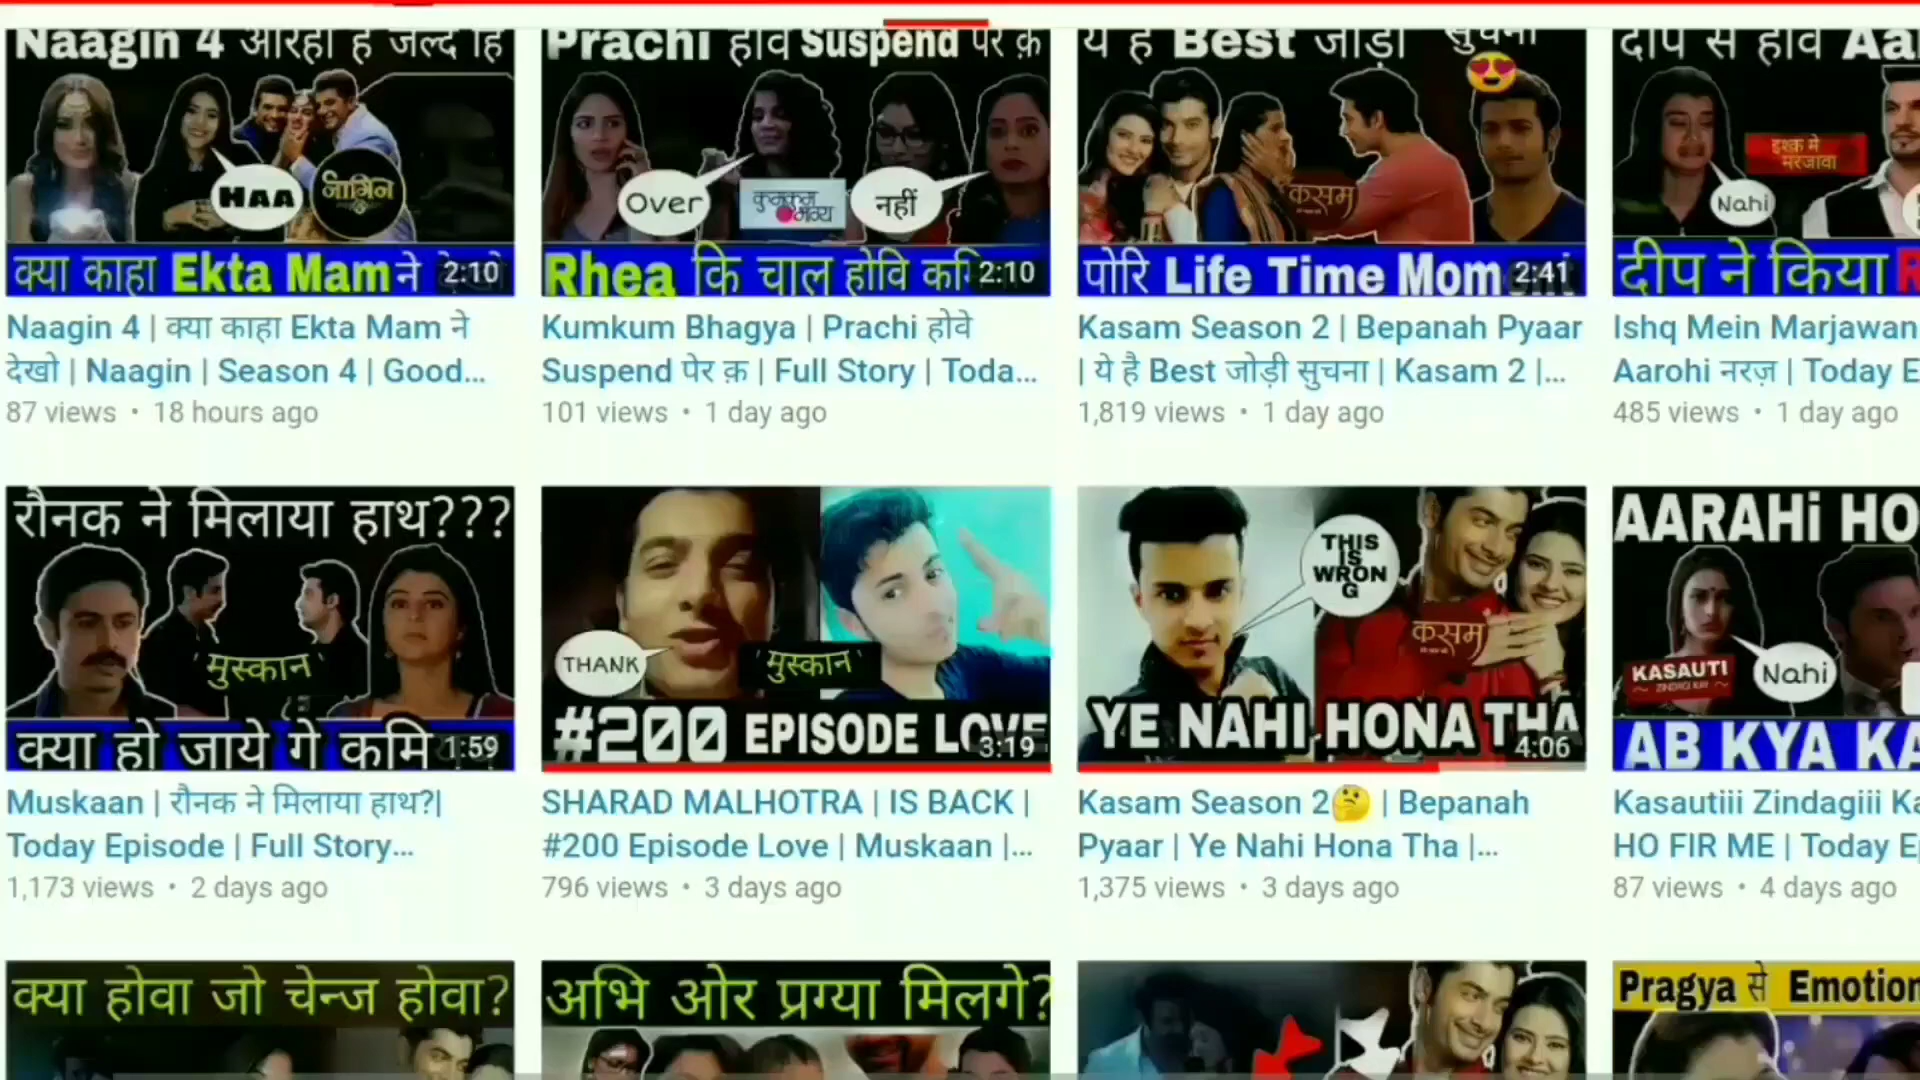 Naagin 4 आरहा है जल्द हि
HAA
नागिन
क्या काहा Ekta Mam ने
2:10
Naagin 4 | क्या काहा Ekta Mam ने
देखो | Naagin | Season 4 | Good...
87 views • 18 hours ago
Prachi होवे Suspend पेर क़
Over
कुमकुम
भाग्य
नहीं
Rhea कि चाल होवि
2:10
Kumkum Bhagya | Prachi होवे
Suspend पेर क़ | Full Story | Toda...
101 views • 1 day ago
ये है Best जोड़ी सुचना
कसम
पोरि Life Time Mom
2:41
Kasam Season 2 | Bepanah Pyaar
| ये है Best जोड़ी सुचना | Kasam 2 |...
1,819 views • 1 day ago
दीप से होवे Aa
इश्क़ में
मरजावां
Nahi
दीप ने किया R
Ishq Mein Marjawan
Aarohi नरज़ | Today E
485 views • 1 day ago
रौनक ने मिलाया हाथ???
मुस्कान
क्या हो जाये गे कमि
1:59
Muskaan | रौनक ने मिलाया हाथ?|
Today Episode | Full Story...
1,173 views • 2 days ago
THANK
मुस्कान
#200 EPISODE LOVE
3:19
SHARAD MALHOTRA | IS BACK |
#200 Episode Love | Muskaan |...
796 views • 3 days ago
THIS
IS
WRON
G
कसम
YE NAHI HONA THA
4:06
Kasam Season 2🤔 | Bepanah
Pyaar | Ye Nahi Hona Tha |...
1,375 views • 3 days ago
AARAHi HO
KASAUTI
ZINDAGI KAY
Nahi
AB KYA KA
Kasautiii Zindagiii Ka
HO FIR ME | Today E
87 views • 4 days ago
क्या होवा जो चेन्ज होवा?
अभि ओर प्रग्या मिलगे?
Pragya से Emotion